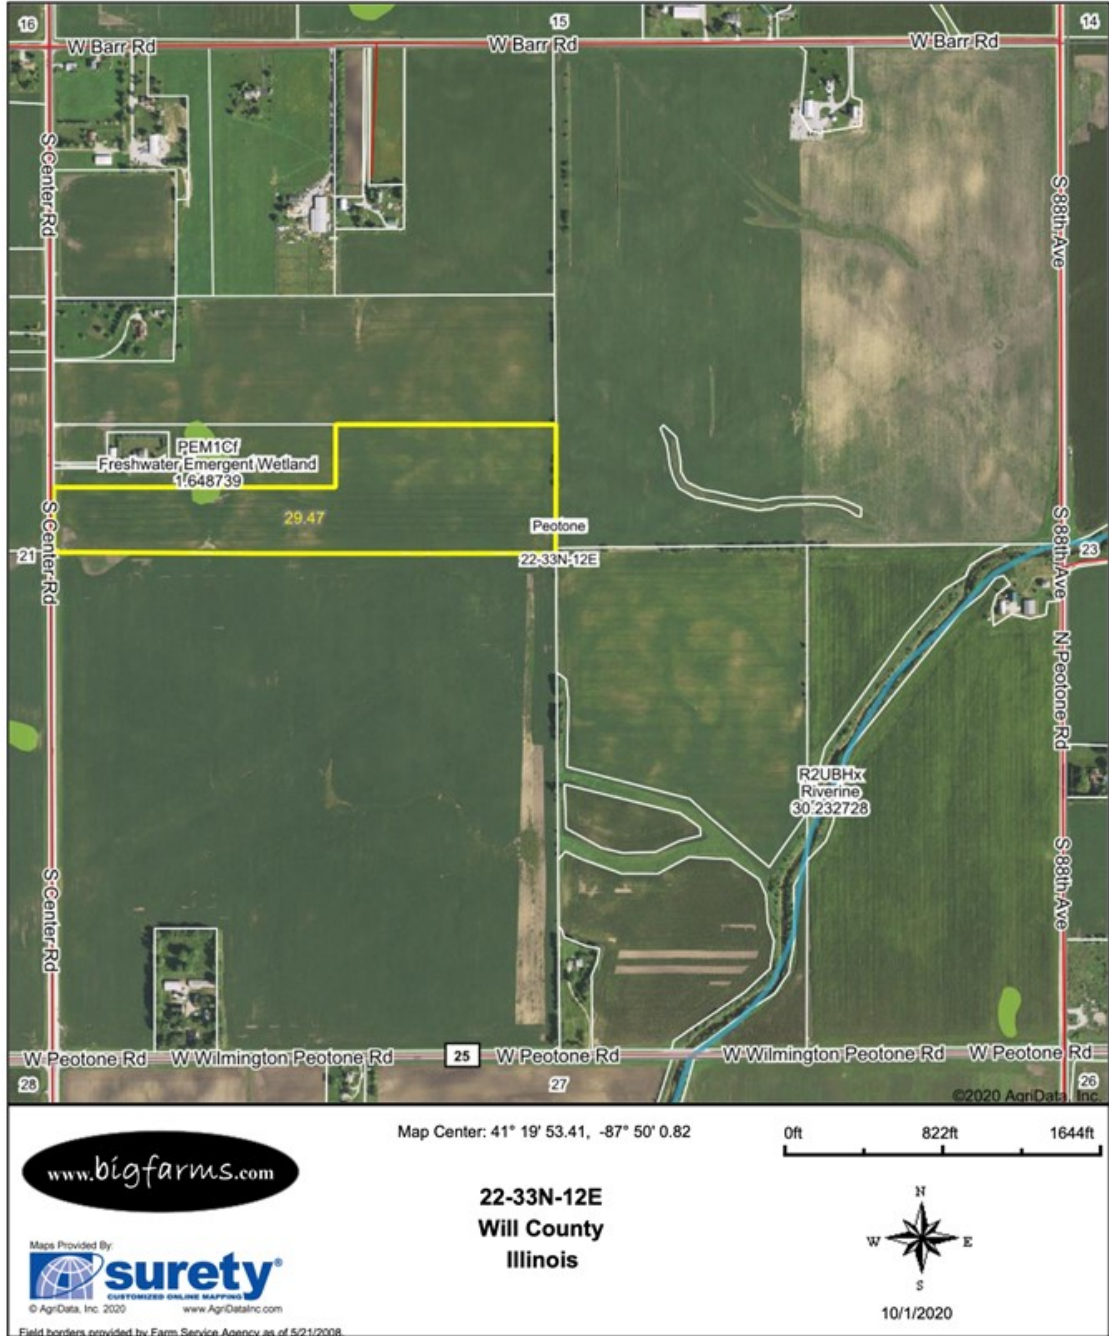 16
15
14
W Barr Rd
W Barr Rd
W Barr Rd
S Center Rd
S 88th Ave
PEM1Cf
Freshwater Emergent Wetland
1.648739
29.47
Peotone
22-33N-12E
S Center Rd
S 88th Ave
21
23
N Peotone Rd
R2UBHx
Riverine
30.232728
S Center Rd
S 88th Ave
W Peotone Rd
W Wilmington Peotone Rd
25
W Peotone Rd
W Wilmington Peotone Rd
W Peotone Rd
28
27
26
©2020 AgriData, Inc.
Map Center: 41° 19' 53.41, -87° 50' 0.82
0ft 822ft 1644ft
www.bigfarms.com
22-33N-12E
Will County
Illinois
N
W E
S
10/1/2020
Maps Provided By:
surety®
CUSTOMIZED ONLINE MAPPING
© AgriData, Inc. 2020 www.AgriDataInc.com
Field borders provided by Farm Service Agency as of 5/21/2008.